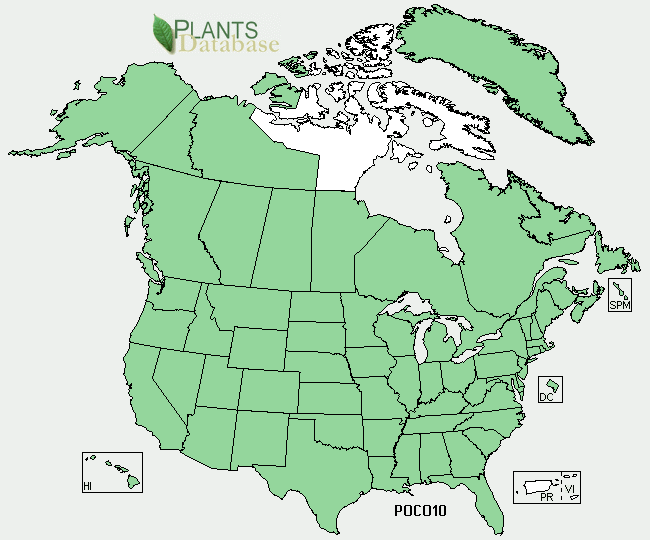 PLANTS
Database
SPM
DC
HI
PR
VI
POCO10